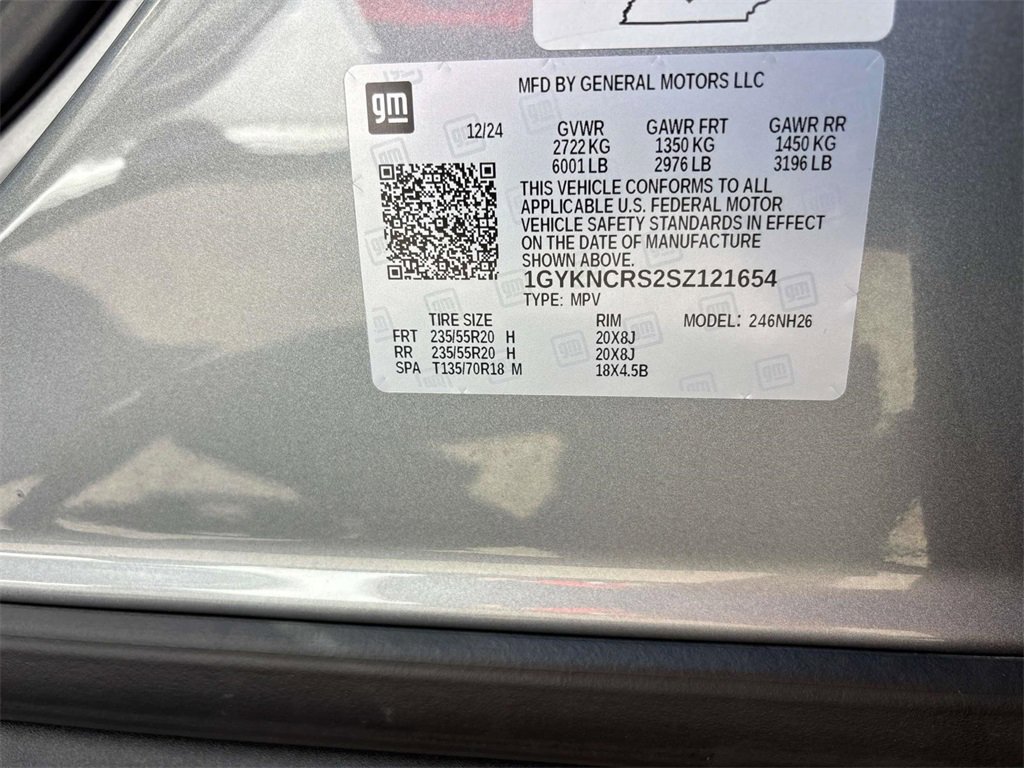 gm
MFD BY GENERAL MOTORS LLC
12/24
GVWR GAWR FRT GAWR RR
2722 KG 1350 KG 1450 KG
6001 LB 2976 LB 3196 LB
THIS VEHICLE CONFORMS TO ALL
APPLICABLE U.S. FEDERAL MOTOR
VEHICLE SAFETY STANDARDS IN EFFECT
ON THE DATE OF MANUFACTURE
SHOWN ABOVE.
1GYKNCRS2SZ121654
TYPE: MPV
TIRE SIZE RIM MODEL: 246NH26
FRT 235/55R20 H 20X8J
RR 235/55R20 H 20X8J
SPA T135/70R18 M 18X4.5B